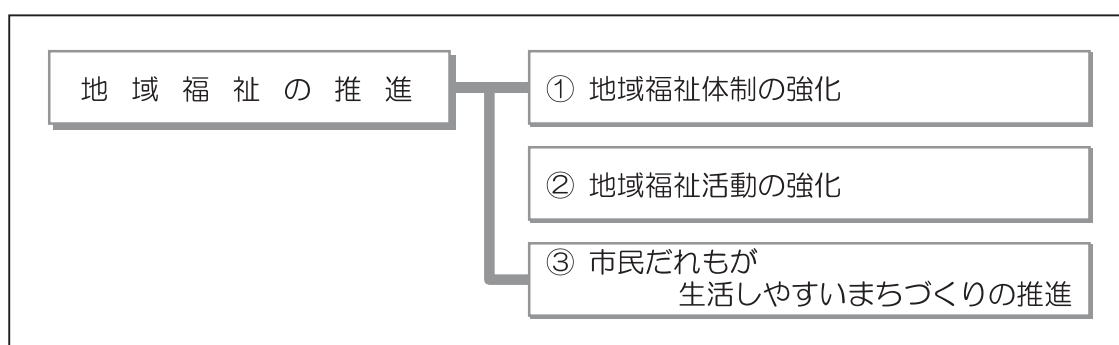 地域福祉の推進
① 地域福祉体制の強化
② 地域福祉活動の強化
③ 市民だれもが
生活しやすいまちづくりの推進